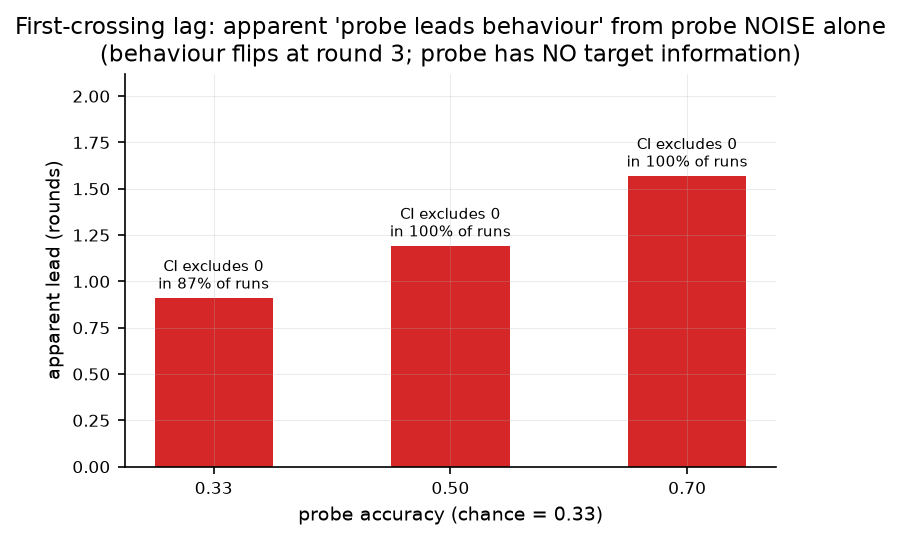 First-crossing lag: apparent 'probe leads behaviour' from probe NOISE alone
(behaviour flips at round 3; probe has NO target information)
2.00
1.75
1.50
1.25
1.00
0.75
0.50
0.25
0.00
apparent lead (rounds)
CI excludes 0
in 87% of runs
CI excludes 0
in 100% of runs
CI excludes 0
in 100% of runs
0.33
0.50
0.70
probe accuracy (chance = 0.33)